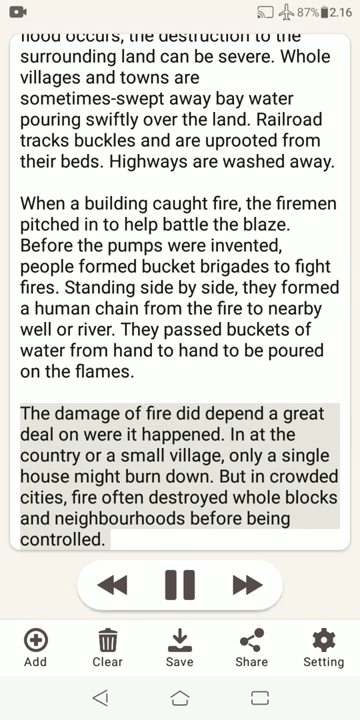 87% 2.16
flood occurs, the destruction to the
surrounding land can be severe. Whole
villages and towns are
sometimes-swept away bay water
pouring swiftly over the land. Railroad
tracks buckles and are uprooted from
their beds. Highways are washed away.
When a building caught fire, the firemen
pitched in to help battle the blaze.
Before the pumps were invented,
people formed bucket brigades to fight
fires. Standing side by side, they formed
a human chain from the fire to nearby
well or river. They passed buckets of
water from hand to hand to be poured
on the flames.
The damage of fire did depend a great
deal on were it happened. In at the
country or a small village, only a single
house might burn down. But in crowded
cities, fire often destroyed whole blocks
and neighbourhoods before being
controlled.
Add Clear Save Share Setting